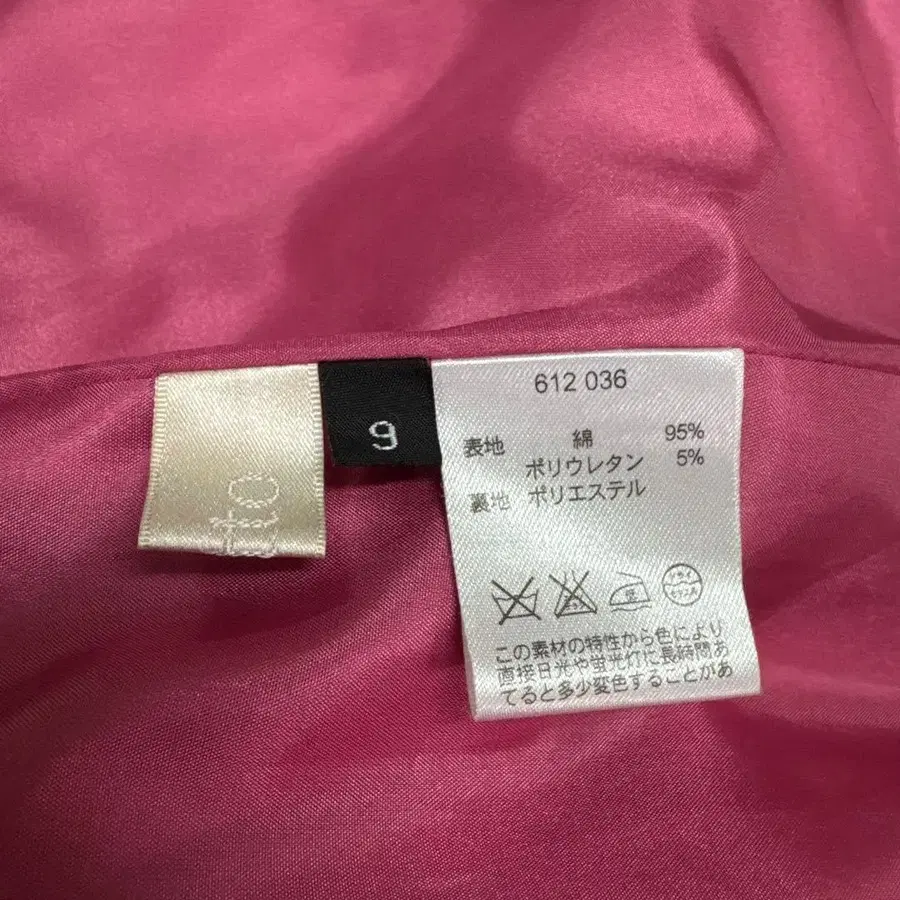 9
612 036
表地 綿 95%
ポリウレタン 5%
裏地 ポリエステル
ドライ
この素材の特性から色により
直接日光や蛍光灯に長時間あ
てると多少変色することがあ